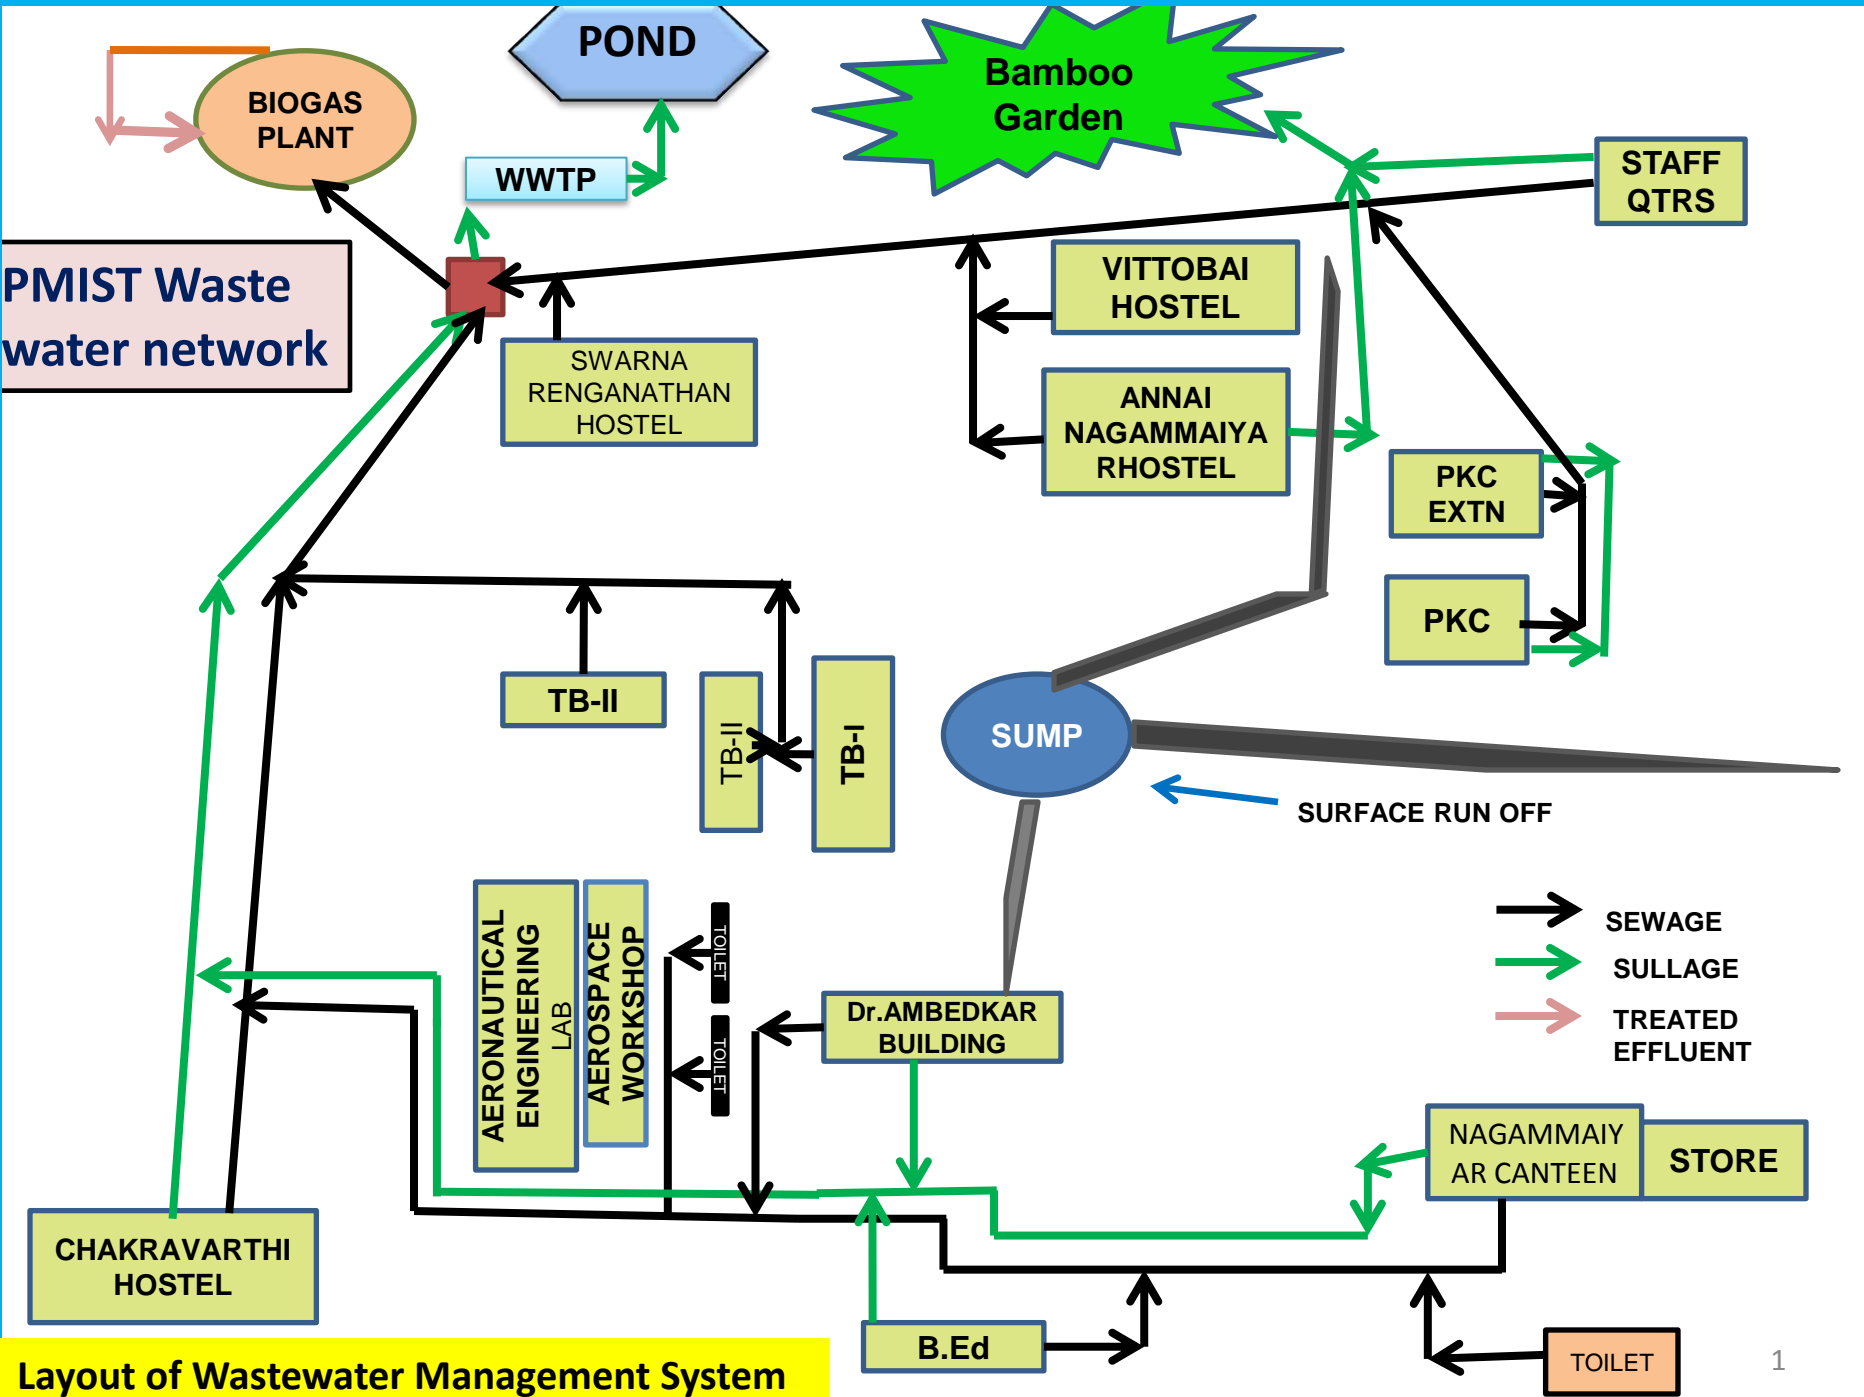 POND
Bamboo
Garden
BIOGAS
PLANT
WWTP
STAFF
QTRS
PMIST Waste
water network
VITTOBAI
HOSTEL
SWARNA
RENGANATHAN
HOSTEL
ANNAI
NAGAMMAIYA
RHOSTEL
PKC
EXTN
PKC
TB-II
TB-II
TB-I
SUMP
SURFACE RUN OFF
AERONAUTICAL
ENGINEERING
LAB
AEROSPACE
WORKSHOP
TOILET
TOILET
SEWAGE
SULLAGE
TREATED
EFFLUENT
Dr.AMBEDKAR
BUILDING
NAGAMMAIY
AR CANTEEN
STORE
CHAKRAVARTHI
HOSTEL
B.Ed
TOILET
1
Layout of Wastewater Management System